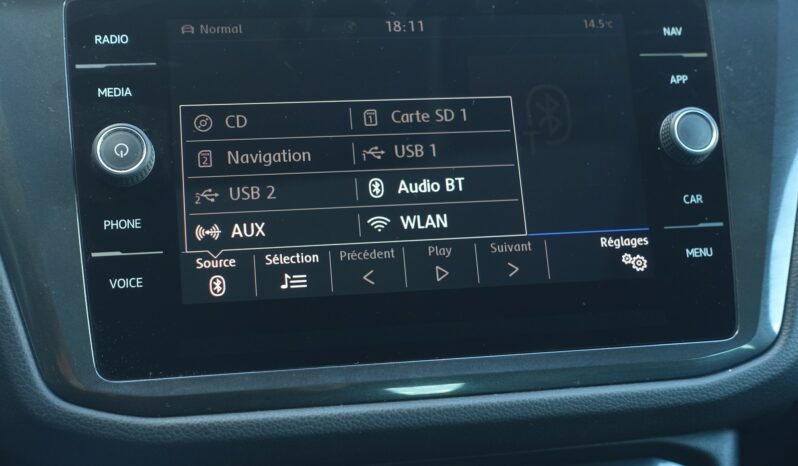 RADIO
MEDIA
PHONE
VOICE
Normal
18:11
14.5°C
CD
Carte SD 1
Navigation
USB 1
USB 2
Audio BT
AUX
WLAN
Source
Sélection
Précédent
Play
Suivant
Réglages
NAV
APP
CAR
MENU